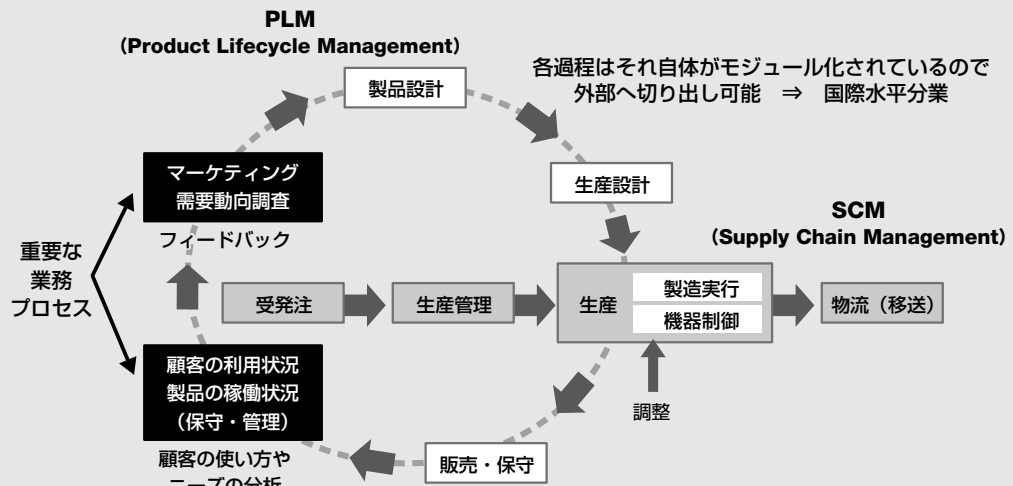 PLM
(Product Lifecycle Management)
各過程はそれ自体がモジュール化されているので
外部へ切り出し可能 ⇒ 国際水平分業
製品設計
マーケティング
需要動向調査
フィードバック
生産設計
SCM
(Supply Chain Management)
重要な
業務
プロセス
受発注
生産管理
生産
製造実行
機器制御
物流（移送）
調整
顧客の利用状況
製品の稼働状況
（保守・管理）
販売・保守
顧客の使い方や
ニーズの分析